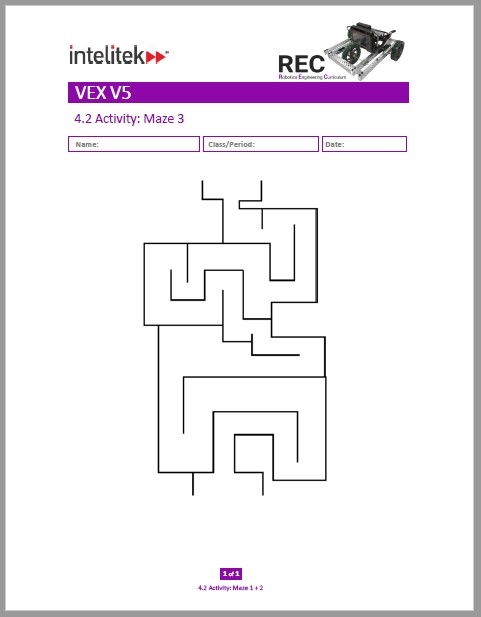 intelitek
REC
Robotics Engineering Curriculum
VEX V5
4.2 Activity: Maze 3
Name:
Class/Period:
Date:
1 of 1
4.2 Activity: Maze 1 + 2